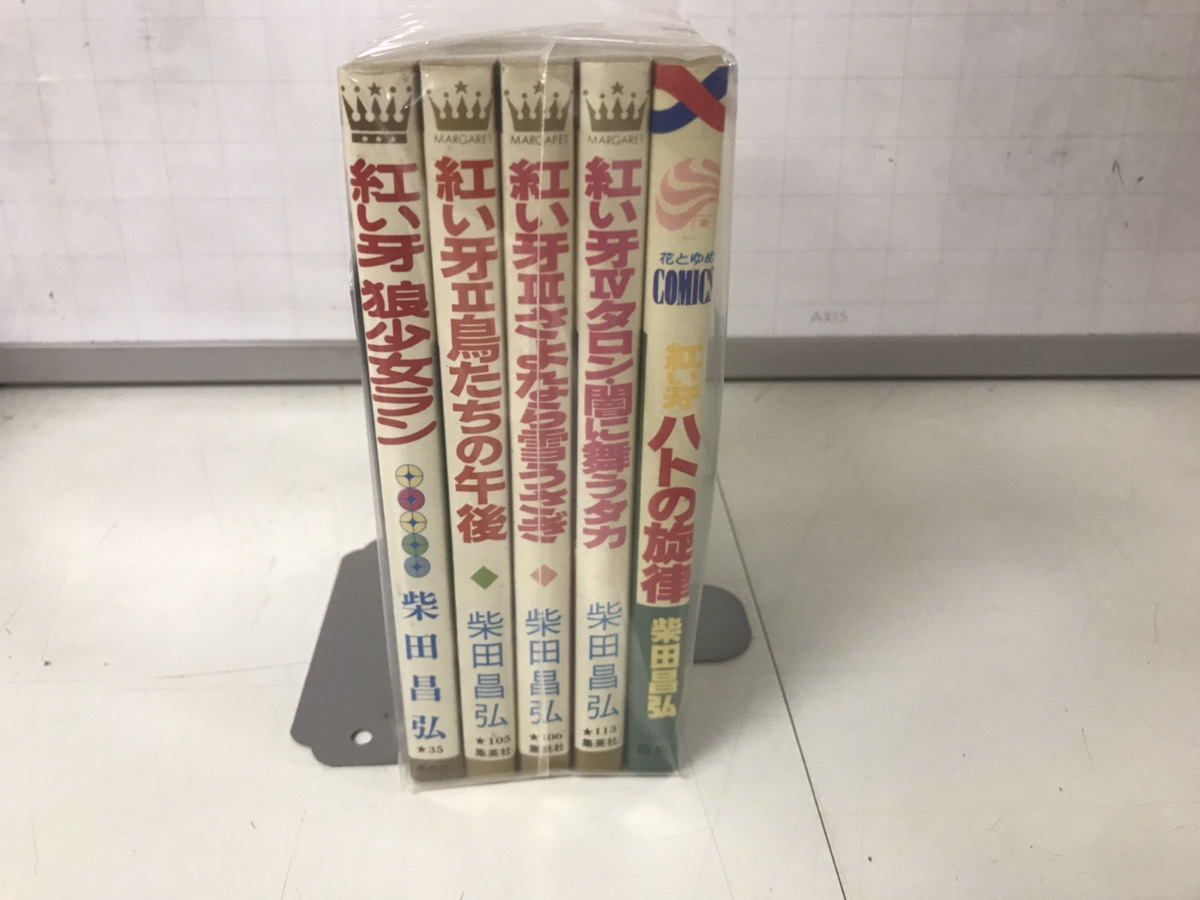 紅い牙 狼少女ラン
柴田昌弘
★35
MARGARET
紅い牙Ⅱ鳥たちの午後
柴田昌弘
★105
集英社
MARGARET
紅い牙Ⅲさよなら雪うさぎ
柴田昌弘
★106
集英社
MARGARET
紅い牙Ⅳタロン・闇に舞うタカ
柴田昌弘
★113
集英社
花とゆめ
COMICS
紅い牙
ハトの旋律
柴田昌弘
AXIS